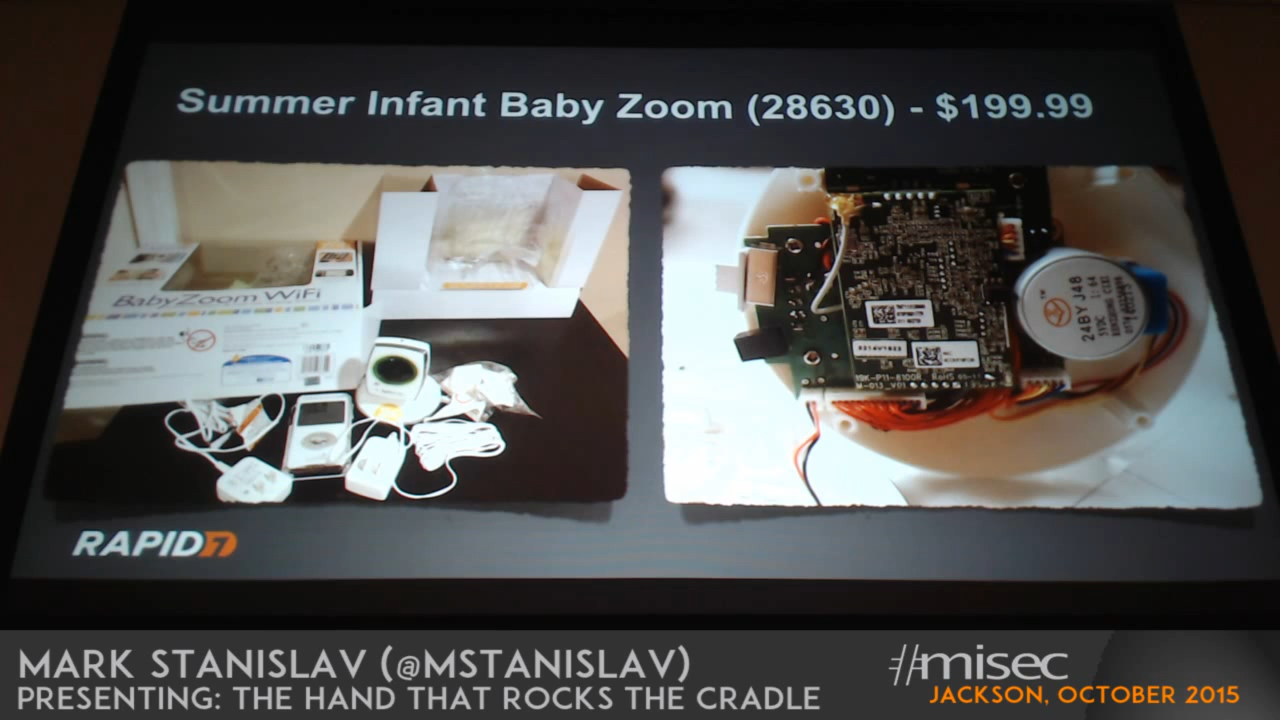 Summer Infant Baby Zoom (28630) - $199.99
BabyZoom WiFi
24BY J48
RAPID7
MARK STANISLAV (@MSTANISLAV)
PRESENTING: THE HAND THAT ROCKS THE CRADLE
#misec
JACKSON, OCTOBER 2015